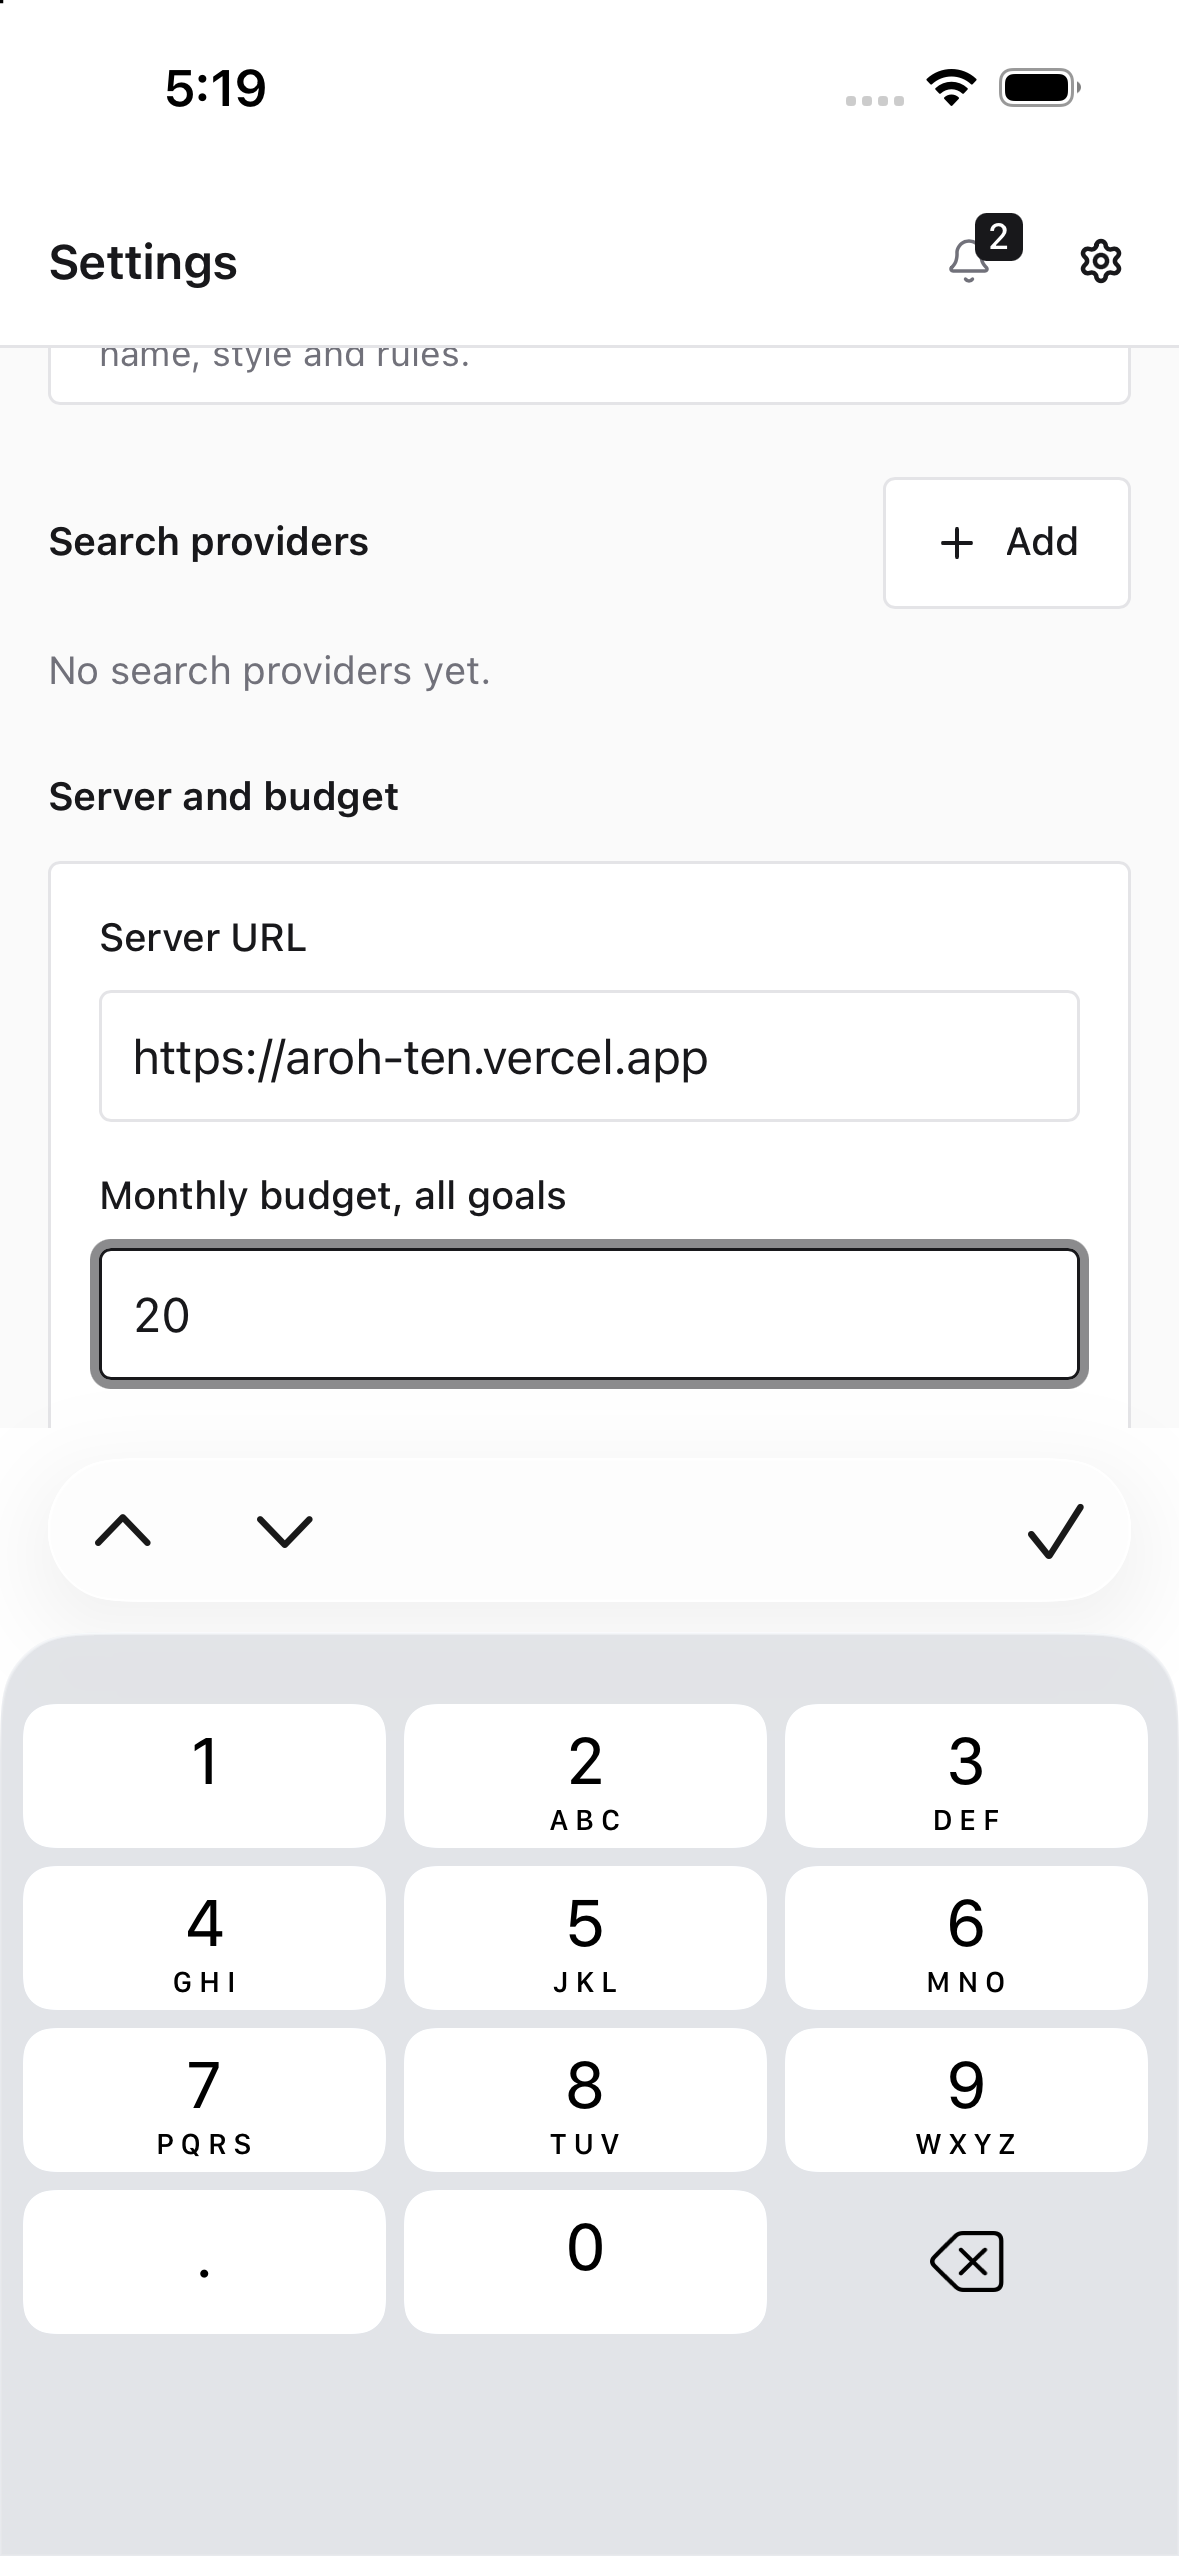 5:19
Settings
2
name, style and rules.
Search providers
+ Add
No search providers yet.
Server and budget
Server URL
https://aroh-ten.vercel.app
Monthly budget, all goals
20
1
2
ABC
3
DEF
4
GHI
5
JKL
6
MNO
7
PQRS
8
TUV
9
WXYZ
.
0